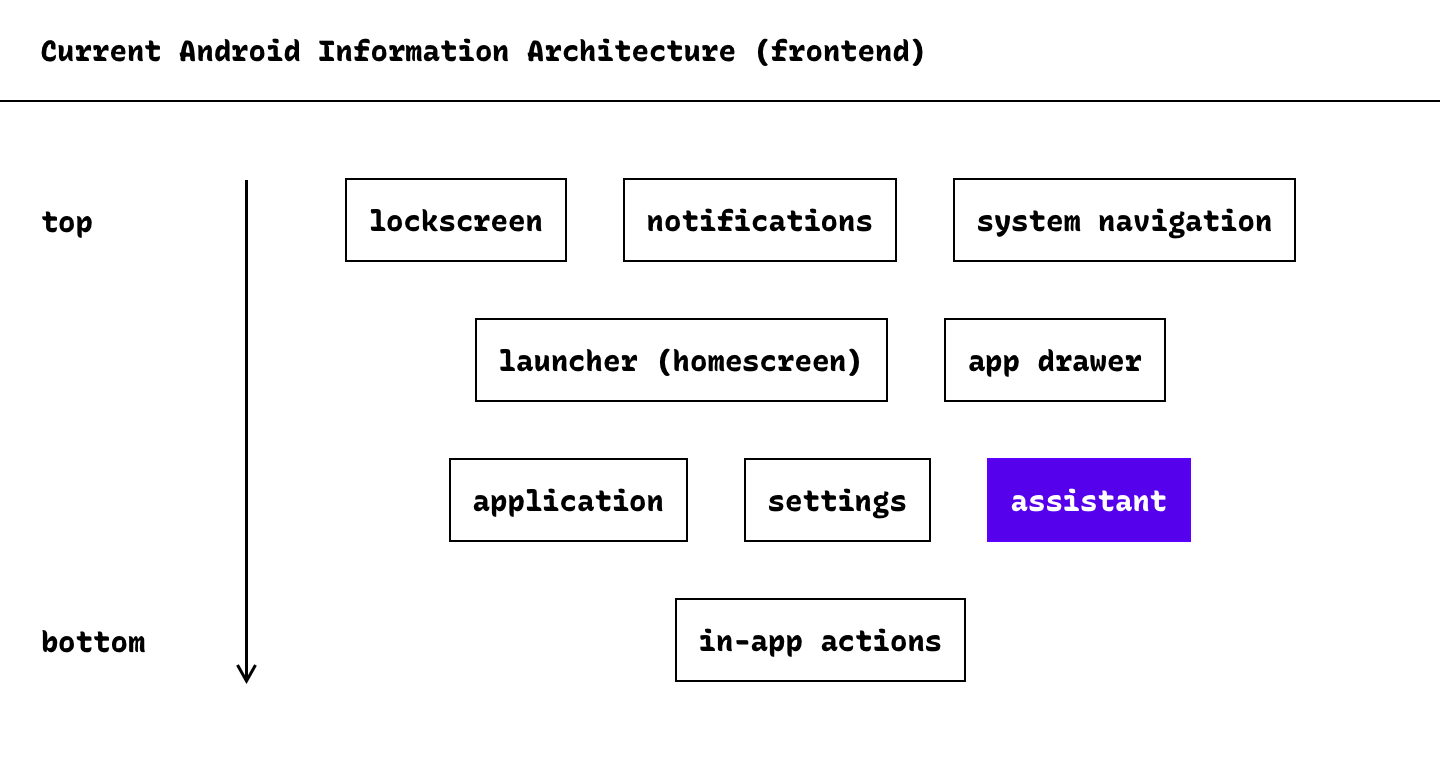 Current Android Information Architecture (frontend)
top
lockscreen
notifications
system navigation
launcher (homescreen)
app drawer
application
settings
assistant
bottom
in-app actions